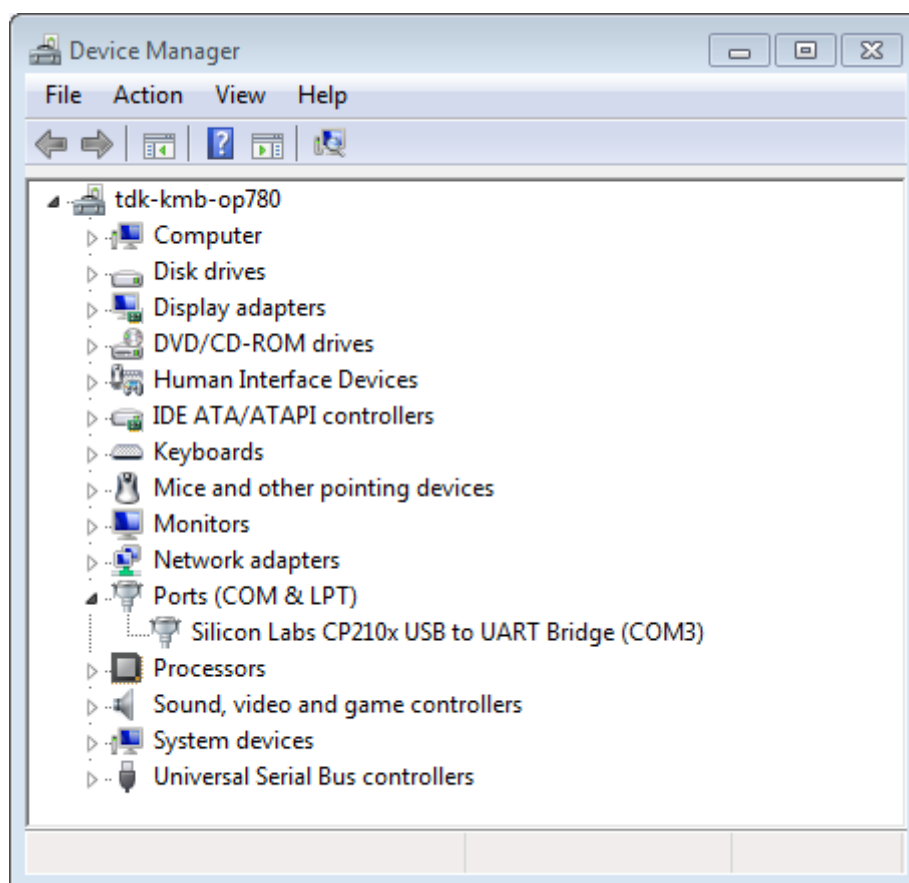 Device Manager
File Action View Help
?
tdk-kmb-op780
Computer
Disk drives
Display adapters
DVD/CD-ROM drives
Human Interface Devices
IDE ATA/ATAPI controllers
Keyboards
Mice and other pointing devices
Monitors
Network adapters
Ports (COM & LPT)
Silicon Labs CP210x USB to UART Bridge (COM3)
Processors
Sound, video and game controllers
System devices
Universal Serial Bus controllers